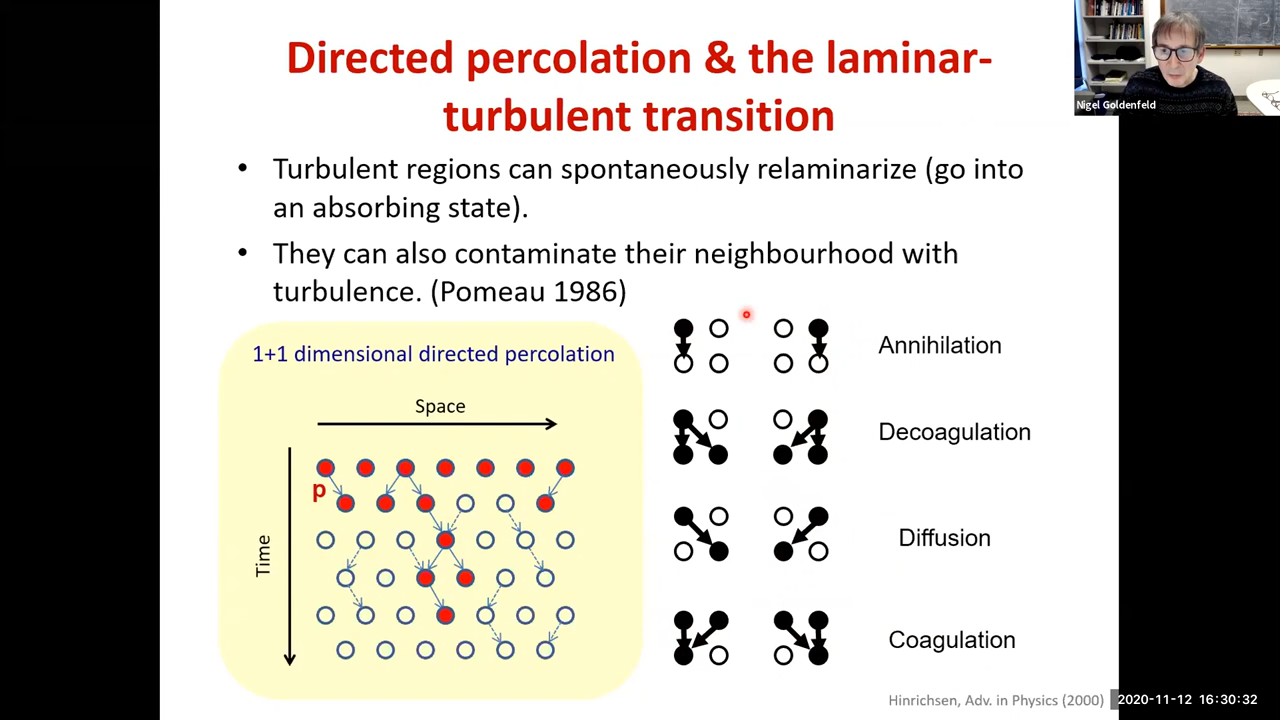 Directed percolation & the laminar-
turbulent transition
Nigel Goldenfeld
• Turbulent regions can spontaneously relaminarize (go into
an absorbing state).
• They can also contaminate their neighbourhood with
turbulence. (Pomeau 1986)
1+1 dimensional directed percolation
Space
p
Time
Annihilation
Decoagulation
Diffusion
Coagulation
Hinrichsen, Adv. in Physics (2000)
2020-11-12 16:30:32